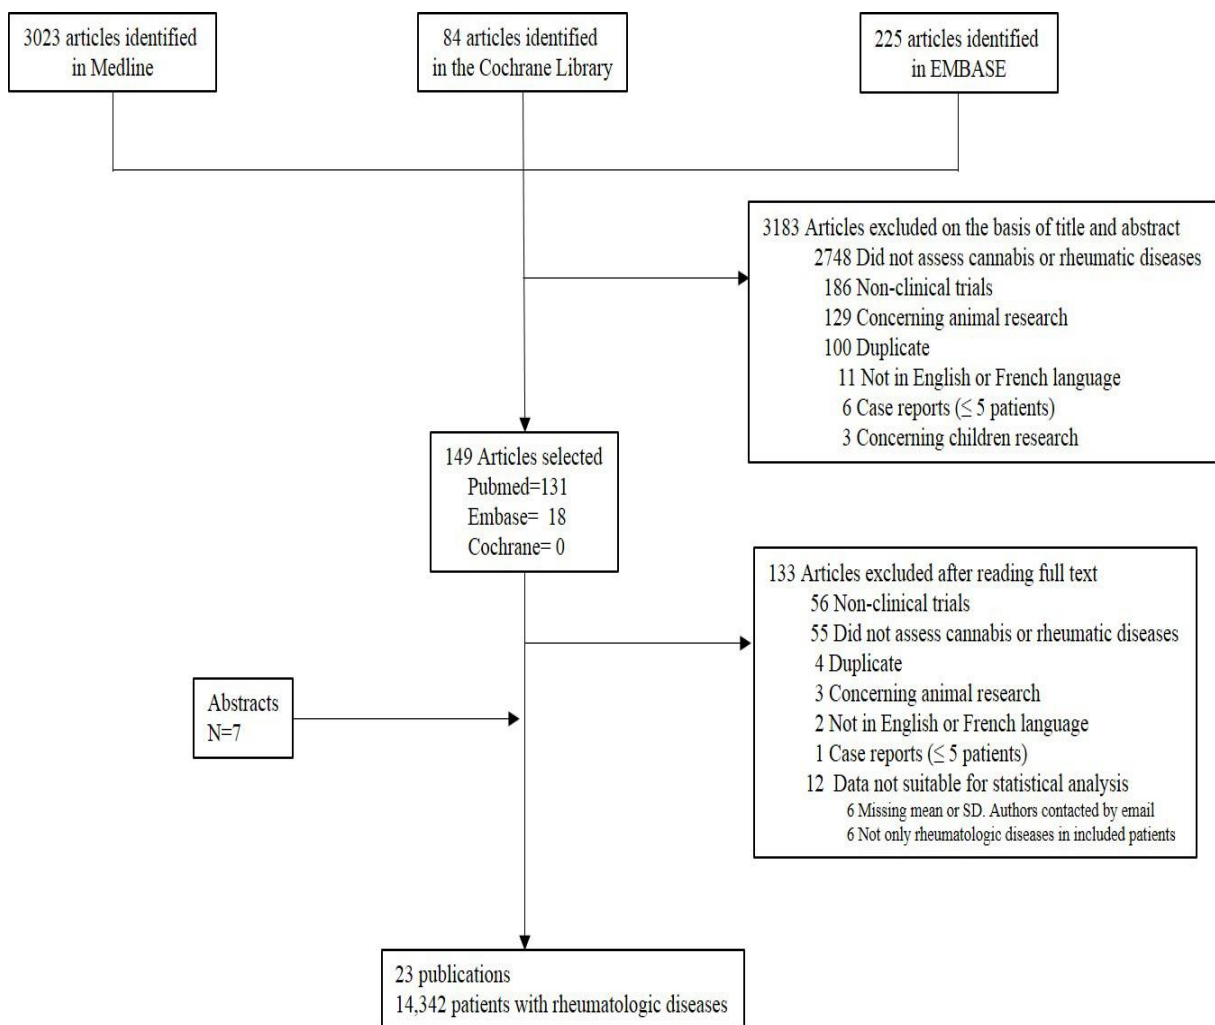 3023 articles identified
in Medline
84 articles identified
in the Cochrane Library
225 articles identified
in EMBASE
3183 Articles excluded on the basis of title and abstract
2748 Did not assess cannabis or rheumatic diseases
186 Non-clinical trials
129 Concerning animal research
100 Duplicate
11 Not in English or French language
6 Case reports (≤ 5 patients)
3 Concerning children research
149 Articles selected
Pubmed=131
Embase= 18
Cochrane= 0
133 Articles excluded after reading full text
56 Non-clinical trials
55 Did not assess cannabis or rheumatic diseases
4 Duplicate
3 Concerning animal research
2 Not in English or French language
1 Case reports (≤ 5 patients)
12 Data not suitable for statistical analysis
6 Missing mean or SD. Authors contacted by email
6 Not only rheumatologic diseases in included patients
Abstracts
N=7
23 publications
14,342 patients with rheumatologic diseases